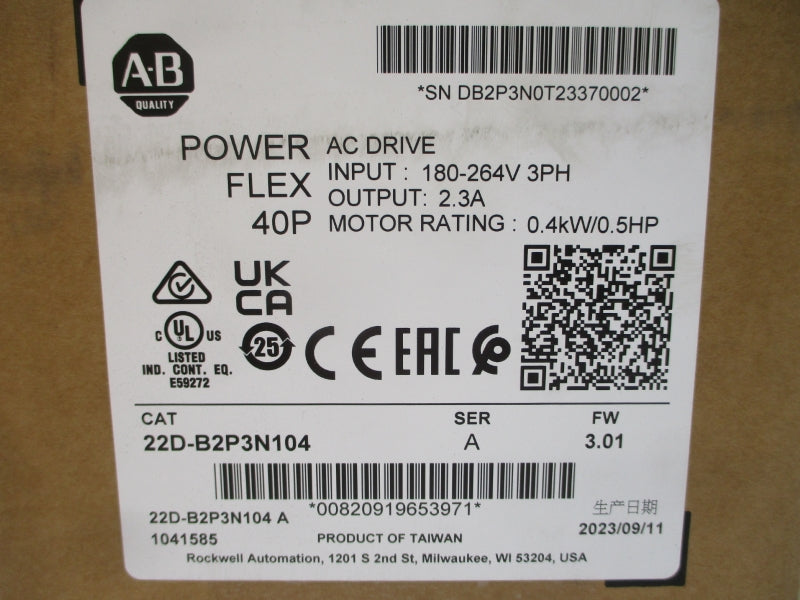 A-B
QUALITY
*SN DB2P3N0T23370002*
POWER
FLEX
40P
AC DRIVE
INPUT : 180-264V 3PH
OUTPUT: 2.3A
MOTOR RATING : 0.4kW/0.5HP
UK
CA
C UL US
LISTED
IND. CONT. EQ.
E59272
25
CE
EAC
CAT SER FW
22D-B2P3N104 A 3.01
*00820919653971*
22D-B2P3N104 A
1041585
PRODUCT OF TAIWAN
生产日期
2023/09/11
Rockwell Automation, 1201 S 2nd St, Milwaukee, WI 53204, USA